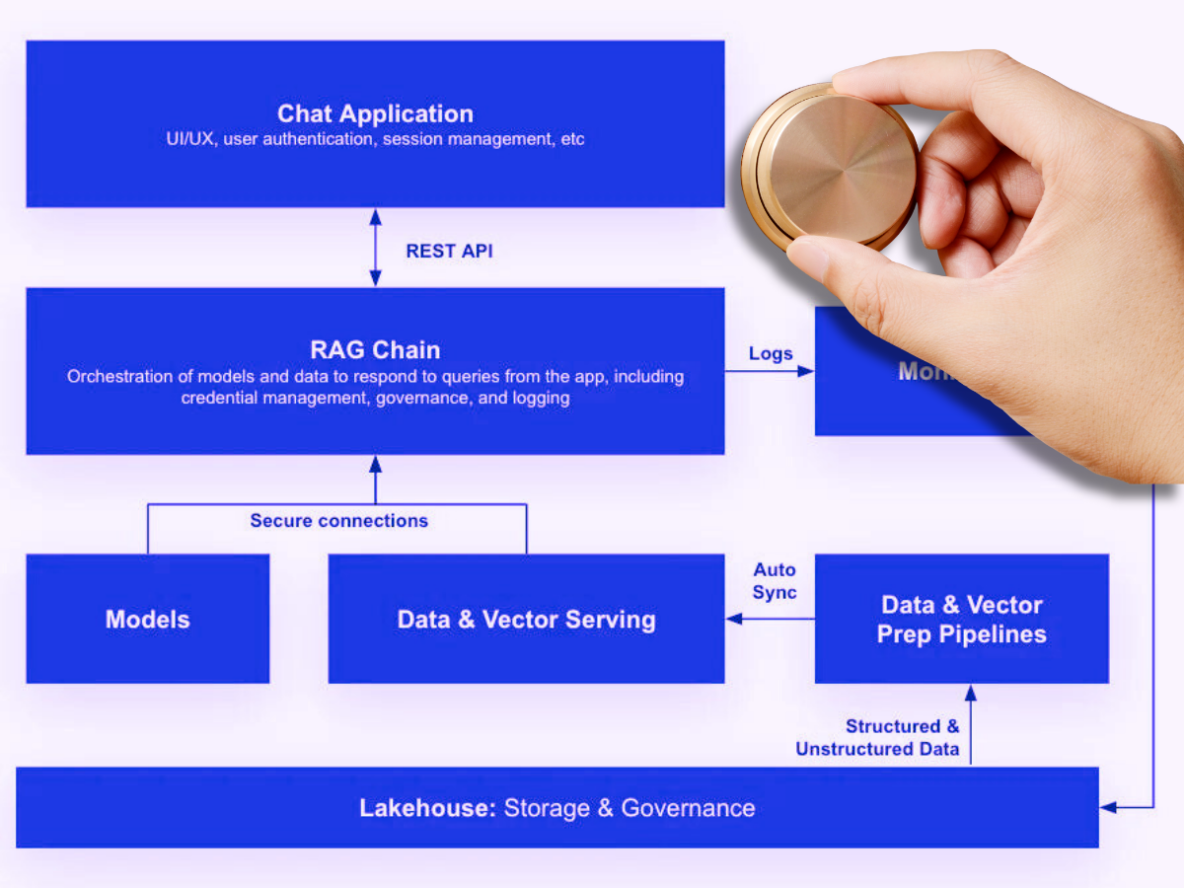 Chat Application
UI/UX, user authentication, session management, etc
REST API
RAG Chain
Orchestration of models and data to respond to queries from the app, including
credential management, governance, and logging
Logs
Secure connections
Models
Data & Vector Serving
Auto
Sync
Data & Vector
Prep Pipelines
Structured &
Unstructured Data
Lakehouse: Storage & Governance